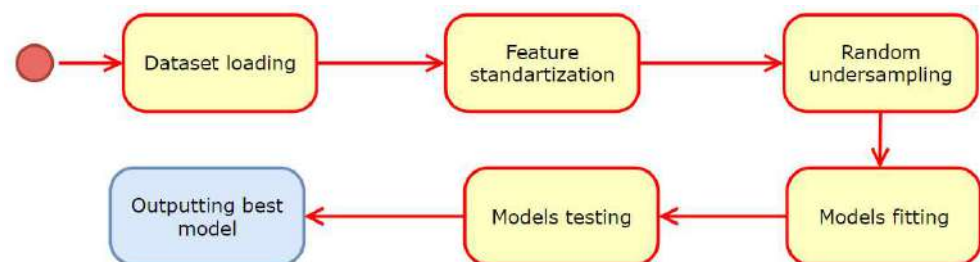 Dataset loading
Feature
standartization
Random
undersampling
Models fitting
Models testing
Outputting best
model